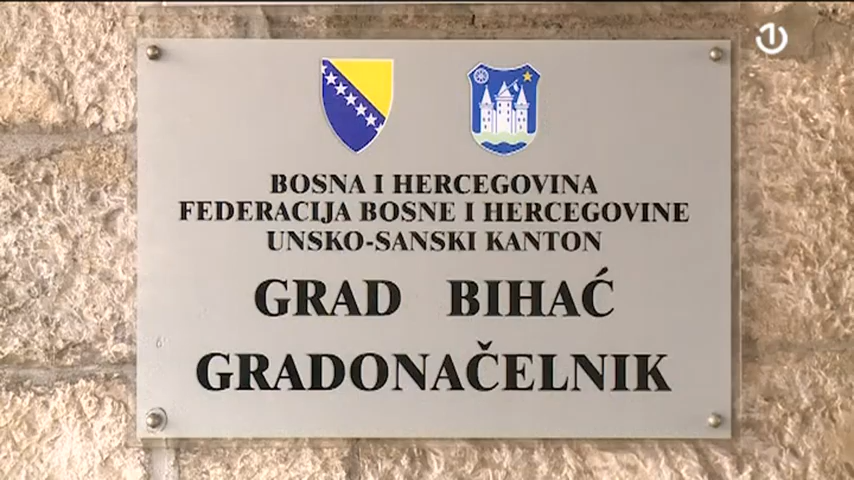 BOSNA I HERCEGOVINA
FEDERACIJA BOSNE I HERCEGOVINE
UNSKO-SANSKI KANTON
GRAD BIHAĆ
GRADONAČELNIK